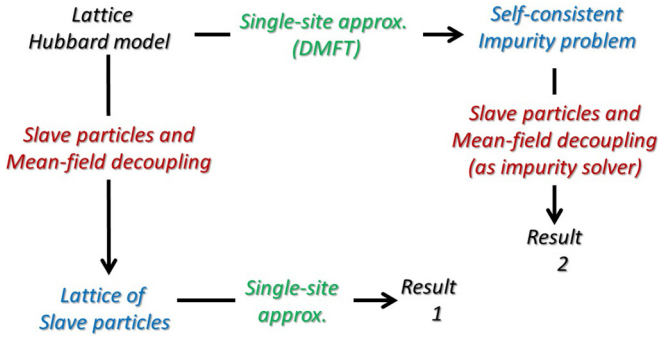 Lattice
Hubbard model
Single-site approx.
(DMFT)
Self-consistent
Impurity problem
Slave particles and
Mean-field decoupling
Slave particles and
Mean-field decoupling
(as impurity solver)
Result
2
Lattice of
Slave particles
Single-site
approx.
Result
1